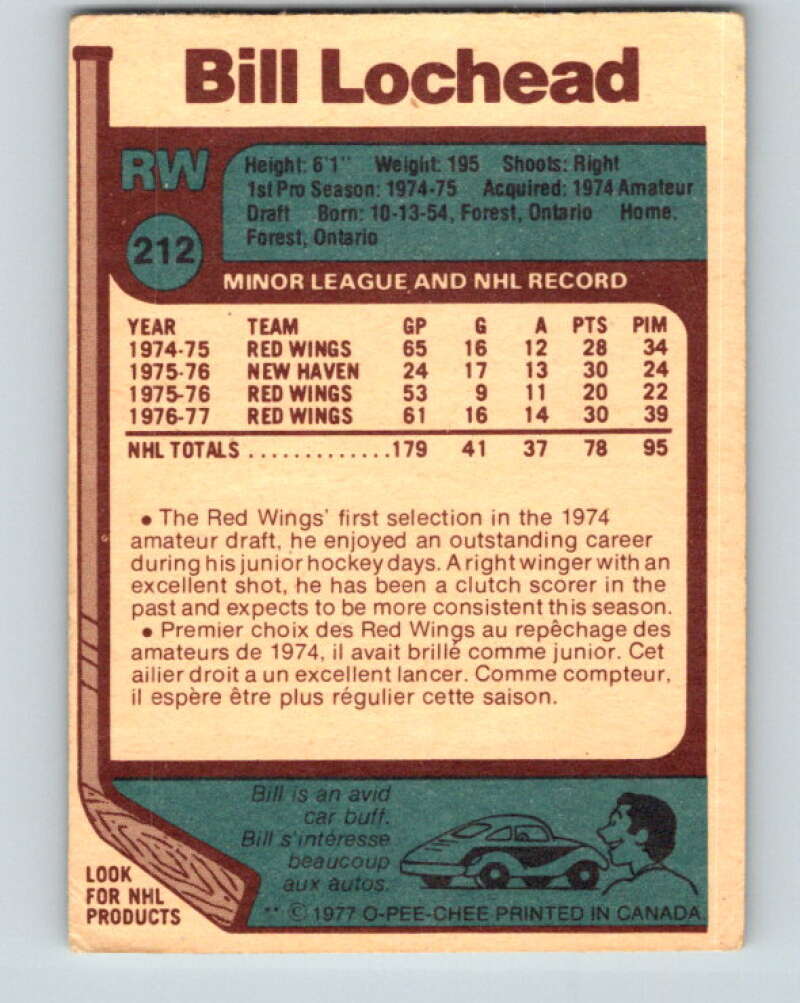 Bill Lochead
RW
Height: 6'1" Weight: 195 Shoots: Right
1st Pro Season: 1974-75 Acquired: 1974 Amateur
Draft Born: 10-13-54, Forest, Ontario Home:
Forest, Ontario
212
MINOR LEAGUE AND NHL RECORD
YEAR TEAM GP G A PTS PIM
1974-75 RED WINGS 65 16 12 28 34
1975-76 NEW HAVEN 24 17 13 30 24
1975-76 RED WINGS 53 9 11 20 22
1976-77 RED WINGS 61 16 14 30 39
NHL TOTALS .............179 41 37 78 95
• The Red Wings' first selection in the 1974
amateur draft, he enjoyed an outstanding career
during his junior hockey days. A right winger with an
excellent shot, he has been a clutch scorer in the
past and expects to be more consistent this season.
• Premier choix des Red Wings au repêchage des
amateurs de 1974, il avait brillé comme junior. Cet
ailier droit a un excellent lancer. Comme compteur,
il espère être plus régulier cette saison.
Bill is an avid
car buff.
Bill s'intéresse
beaucoup
aux autos.
LOOK
FOR NHL
PRODUCTS
** © 1977 O-PEE-CHEE PRINTED IN CANADA